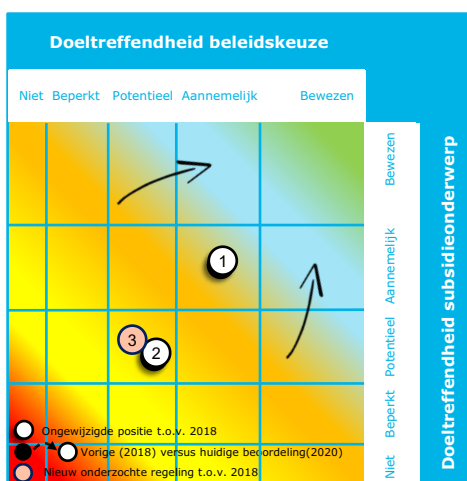 Doeltreffendheid beleidskeuze
Niet Beperkt Potentieel Aannemelijk Bewezen
Bewezen
Aannemelijk
Potentieel
Beperkt
Niet
Doeltreffendheid subsidieonderwerp
1
3
2
Ongewijzigde positie t.o.v. 2018
Vorige (2018) versus huidige beoordeling(2020)
Nieuw onderzochte regeling t.o.v. 2018